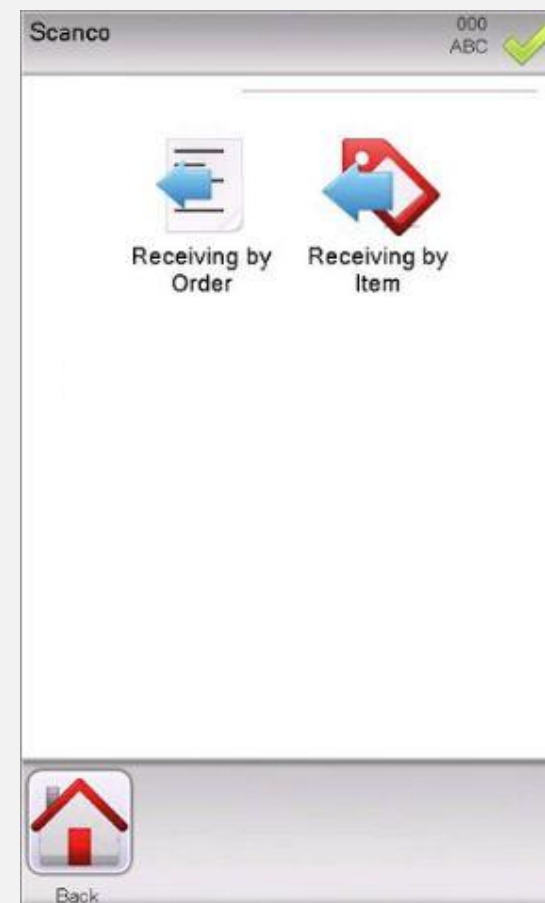 Scanco
000
ABC
Receiving by
Order
Receiving by
Item
Back